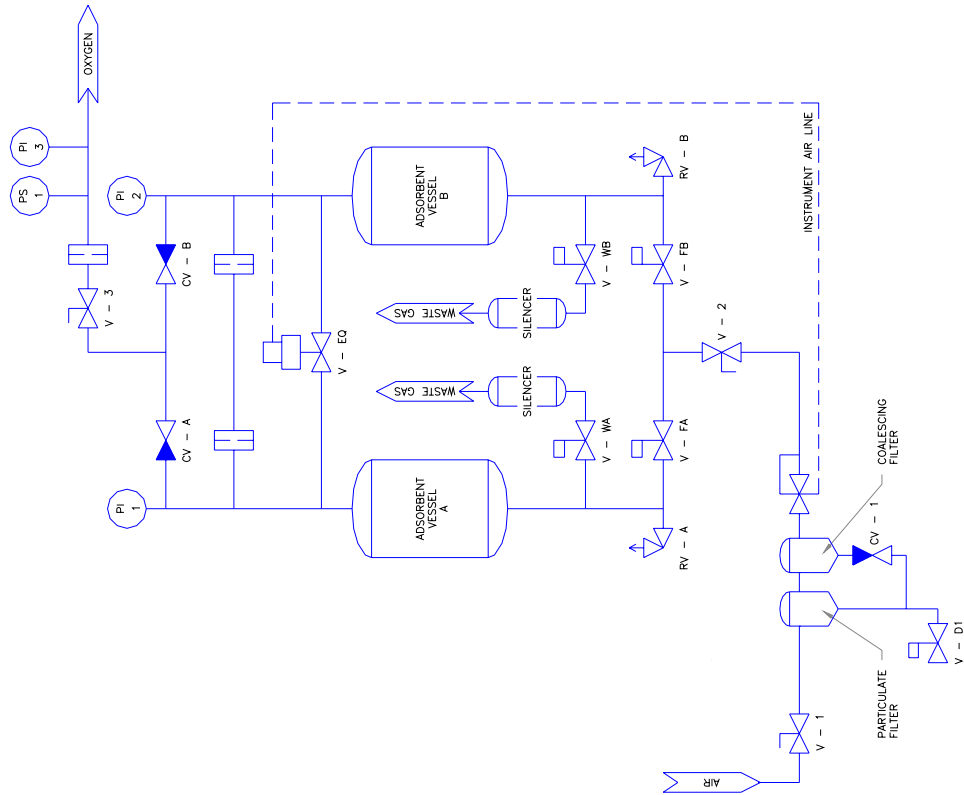 OXYGEN
PI
3
PS
1
PI
2
CV - B
V - 3
CV - A
PI
1
V - EQ
INSTRUMENT AIR LINE
ADSORBENT
VESSEL
B
ADSORBENT
VESSEL
A
RV - B
V - WB
V - FB
WASTE GAS
SILENCER
WASTE GAS
SILENCER
V - WA
V - FA
RV - A
V - 2
COALESCING
FILTER
CV - 1
V - D1
PARTICULATE
FILTER
V - 1
AIR